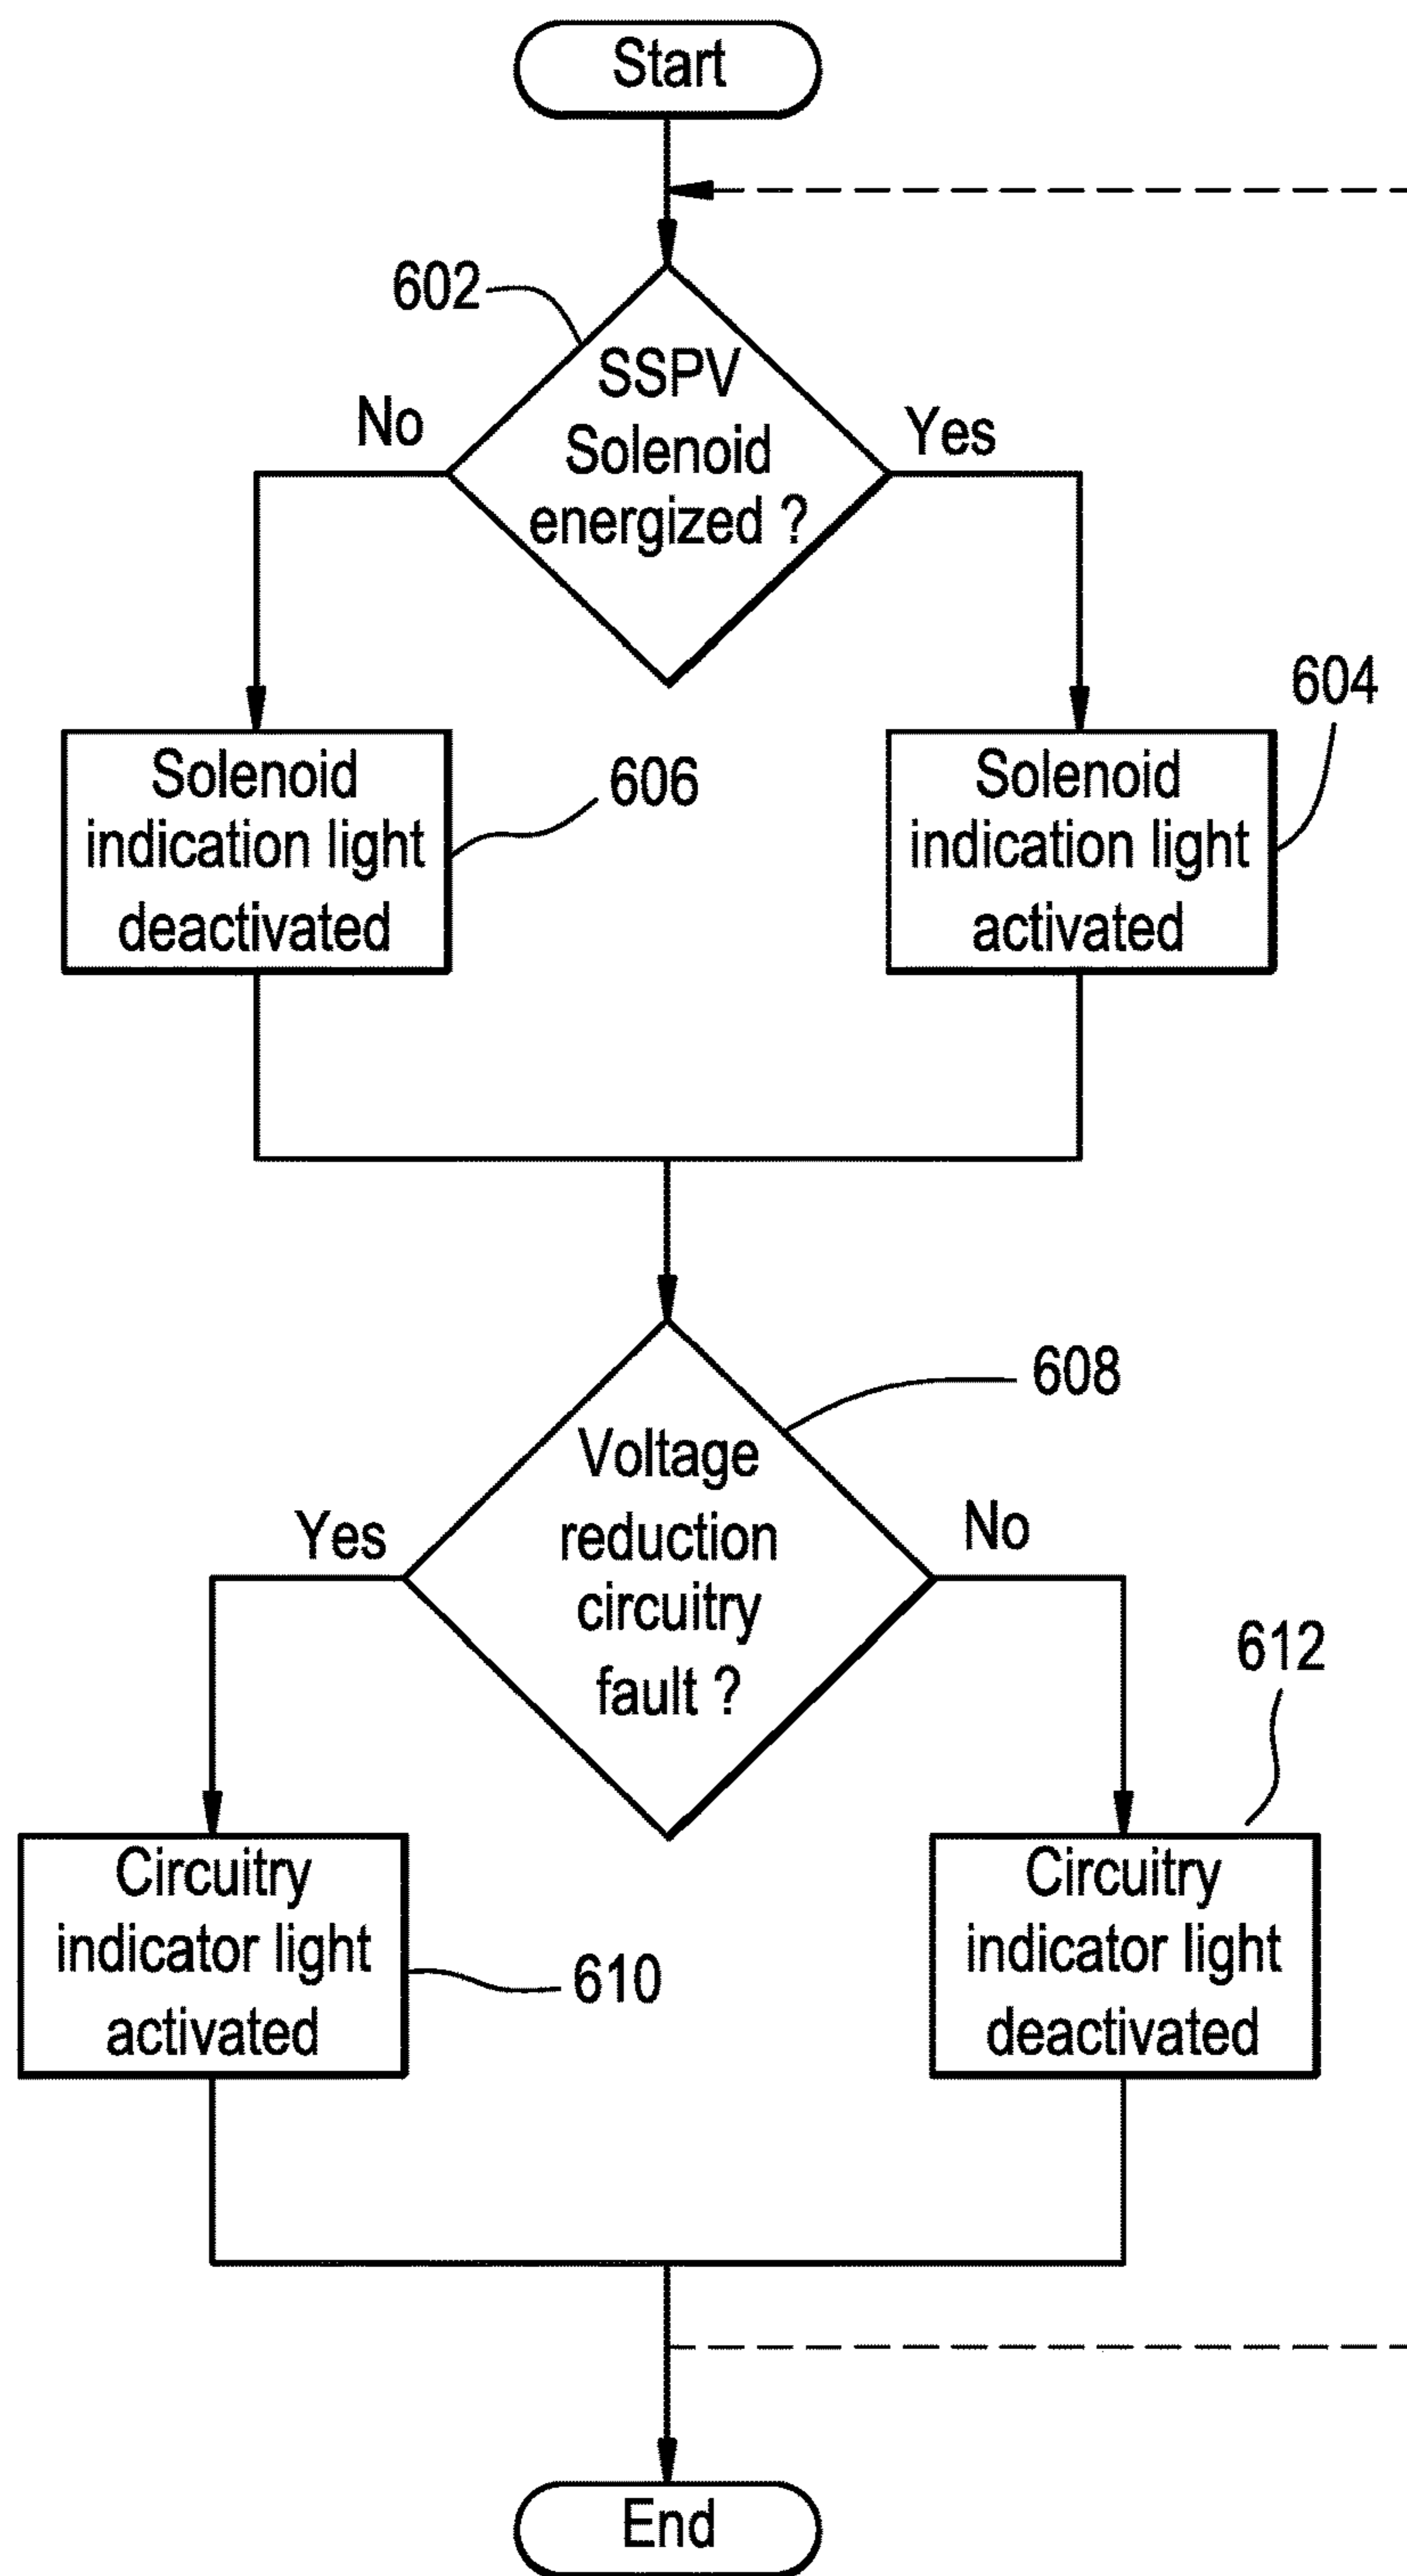 Start
602
SSPV
Solenoid
energized ?
No
Yes
604
Solenoid
indication light
deactivated
606
Solenoid
indication light
activated
608
Voltage
reduction
circuitry
fault ?
Yes
No
612
Circuitry
indicator light
activated
610
Circuitry
indicator light
deactivated
End